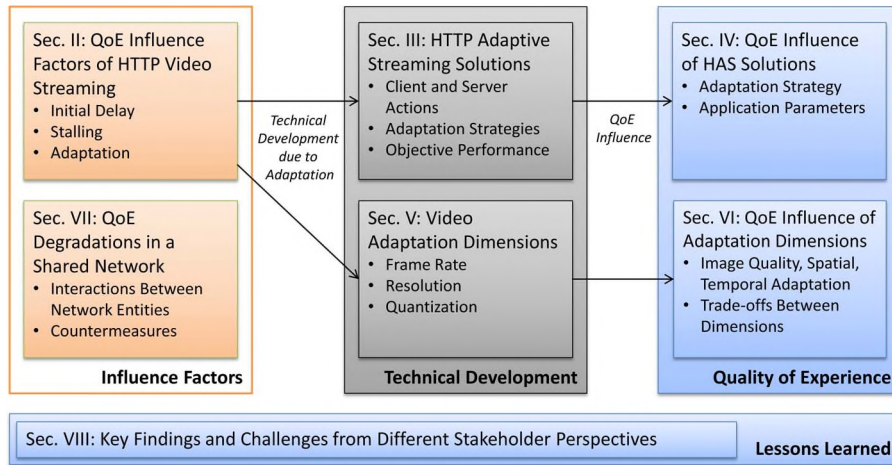 Sec. II: QoE Influence
Factors of HTTP Video
Streaming
• Initial Delay
• Stalling
• Adaptation
Sec. VII: QoE
Degradations in a
Shared Network
• Interactions Between
Network Entities
• Countermeasures
Influence Factors
Technical
Development
due to
Adaptation
Sec. III: HTTP Adaptive
Streaming Solutions
• Client and Server
Actions
• Adaptation Strategies
• Objective Performance
Sec. V: Video
Adaptation Dimensions
• Frame Rate
• Resolution
• Quantization
Technical Development
QoE
Influence
Sec. IV: QoE Influence
of HAS Solutions
• Adaptation Strategy
• Application Parameters
Sec. VI: QoE Influence of
Adaptation Dimensions
• Image Quality, Spatial,
Temporal Adaptation
• Trade-offs Between
Dimensions
Quality of Experience
Sec. VIII: Key Findings and Challenges from Different Stakeholder Perspectives
Lessons Learned